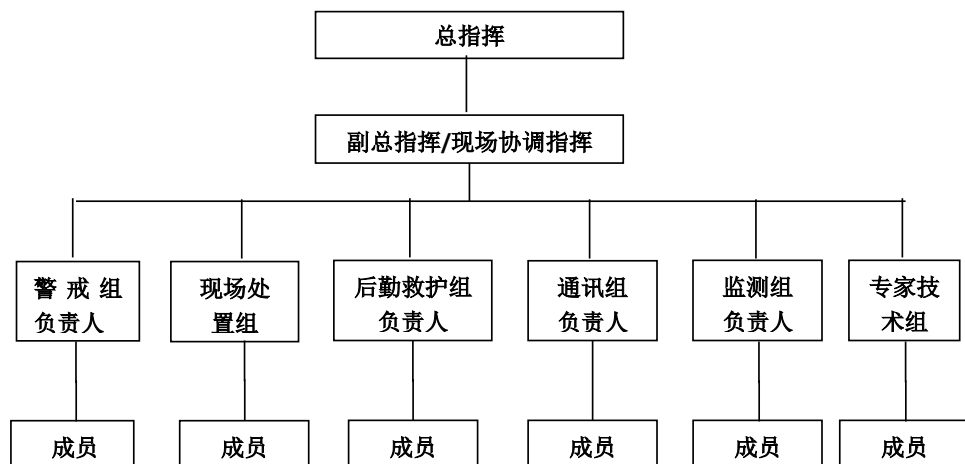 总指挥
副总指挥/现场协调指挥
警戒组
负责人
现场处
置组
后勤救护组
负责人
通讯组
负责人
监测组
负责人
专家技
术组
成员
成员
成员
成员
成员
成员